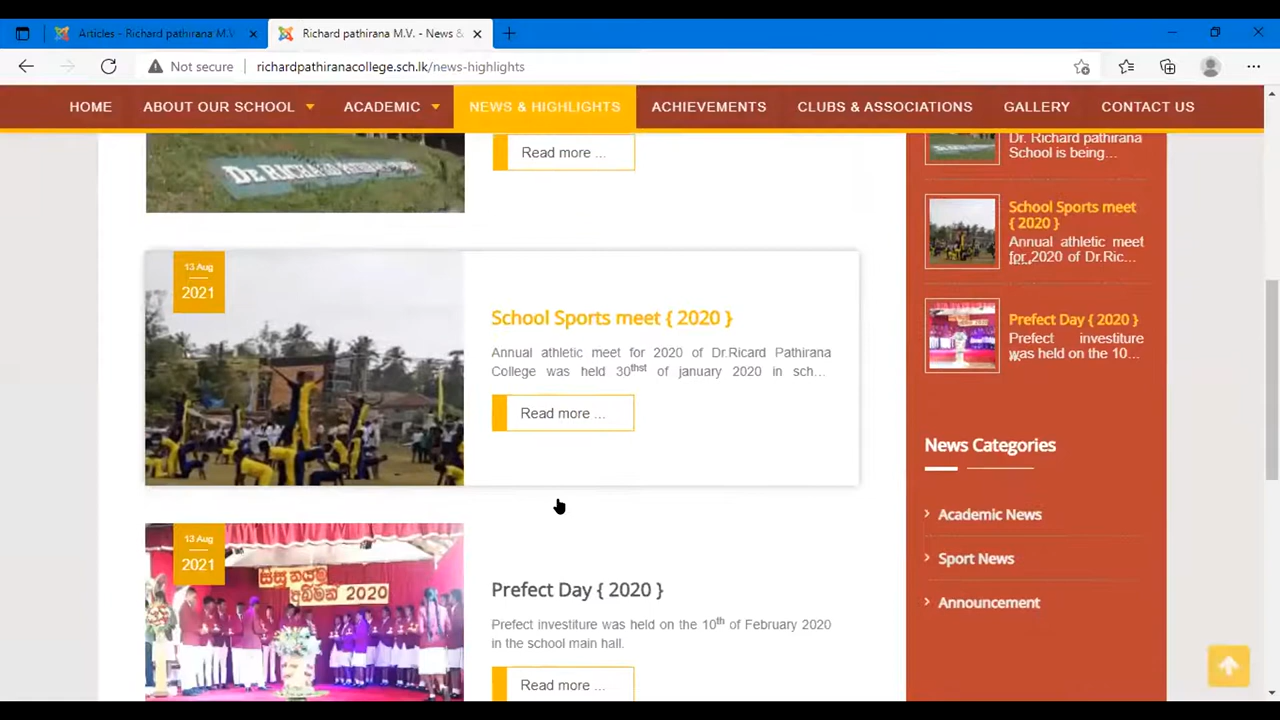 Articles - Richard pathirana M.V.
Richard pathirana M.V. - News &
Not secure
richardpathiranacollege.sch.lk/news-highlights
HOME
ABOUT OUR SCHOOL
ACADEMIC
NEWS & HIGHLIGHTS
ACHIEVEMENTS
CLUBS & ASSOCIATIONS
GALLERY
CONTACT US
Read more ...
13 Aug
2021
School Sports meet { 2020 }
Annual athletic meet for 2020 of Dr.Ricard Pathirana
College was held 30thst of january 2020 in sch...
Read more ...
13 Aug
2021
සිසු නායක
අභිමන් 2020
Prefect Day { 2020 }
Prefect investiture was held on the 10th of February 2020
in the school main hall.
Read more ...
Dr. Richard pathirana
School is being...
School Sports meet
{ 2020 }
Annual athletic meet
for 2020 of Dr.Ric...
Prefect Day { 2020 }
Prefect investiture
was held on the 10...
News Categories
Academic News
Sport News
Announcement